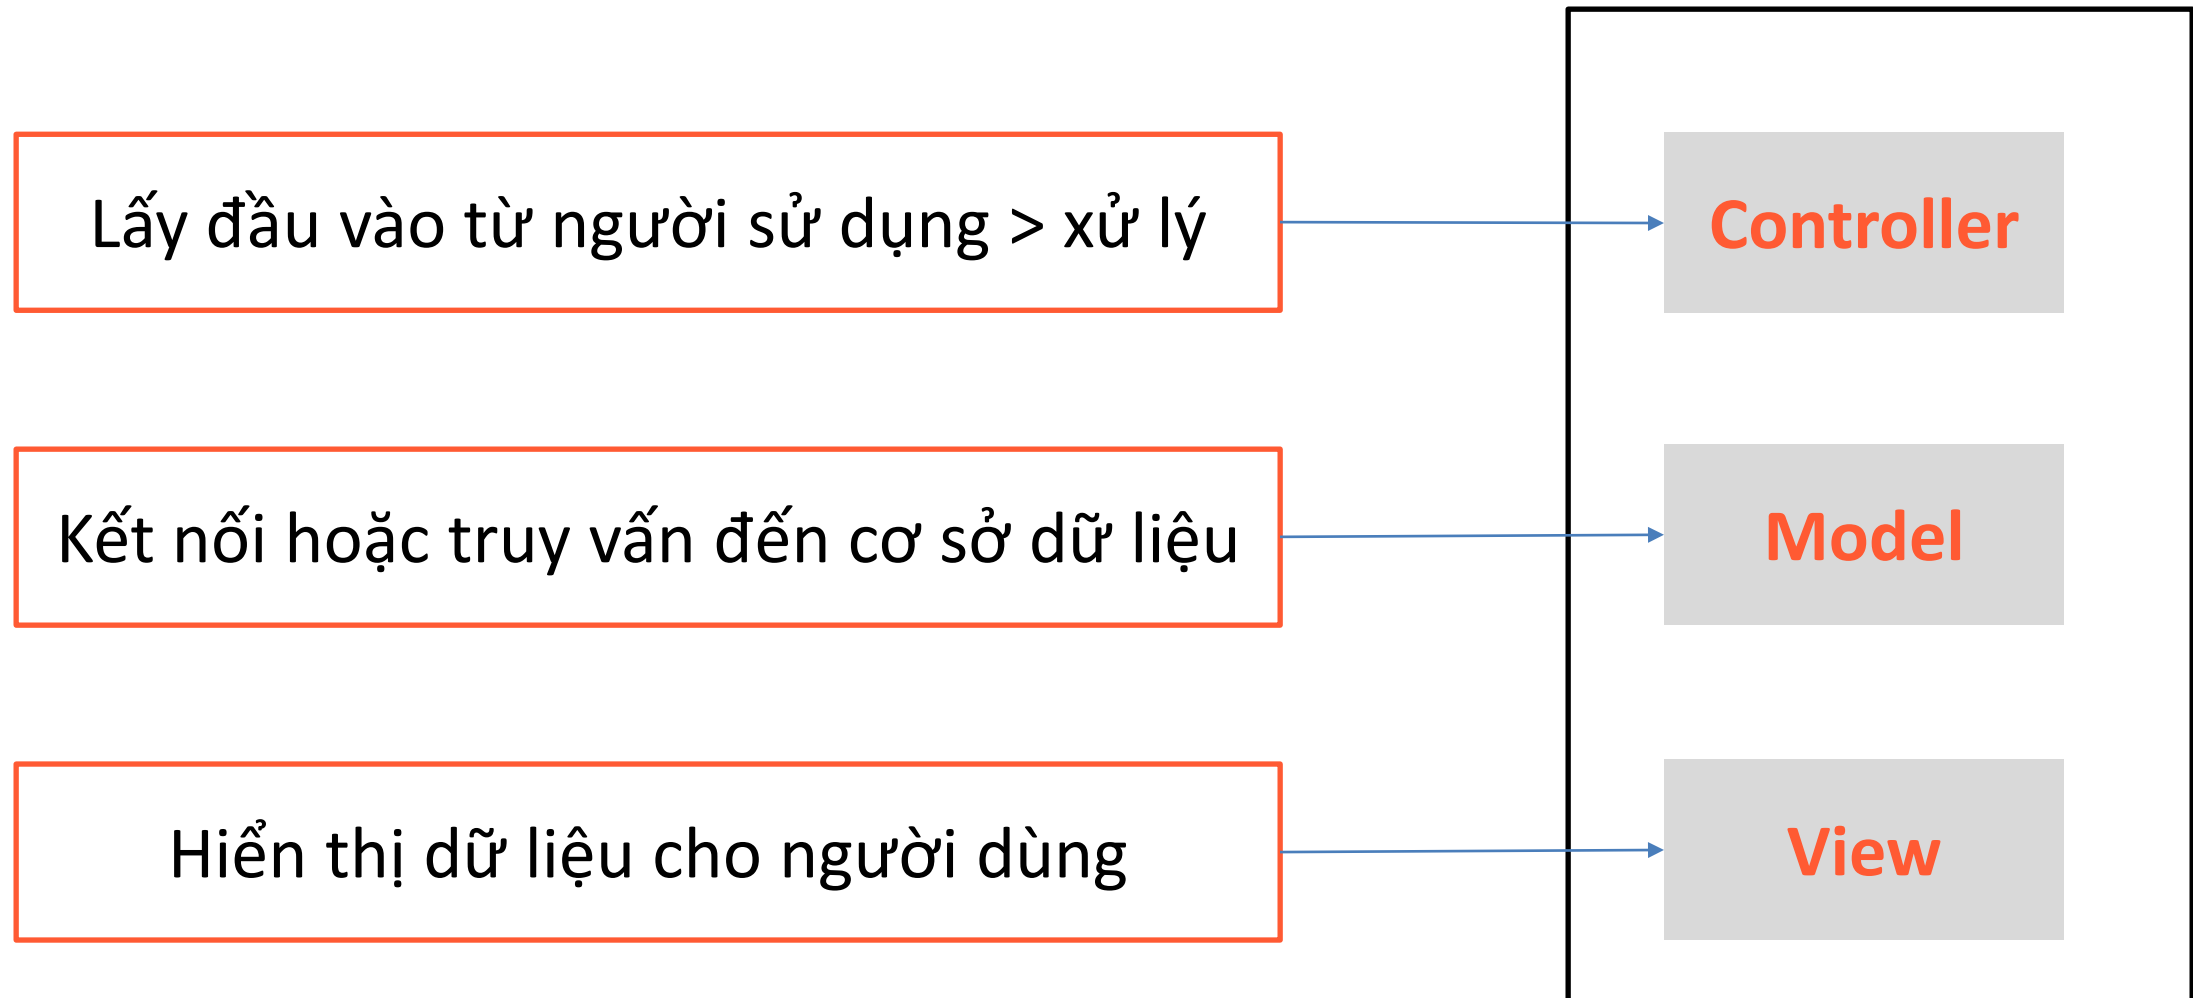 Lấy đầu vào từ người sử dụng > xử lý
Controller
Kết nối hoặc truy vấn đến cơ sở dữ liệu
Model
Hiển thị dữ liệu cho người dùng
View